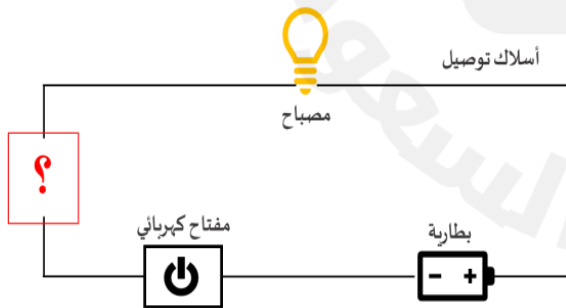 أسلاك توصيل
مصباح
؟
مفتاح كهربائي
بطارية
- +